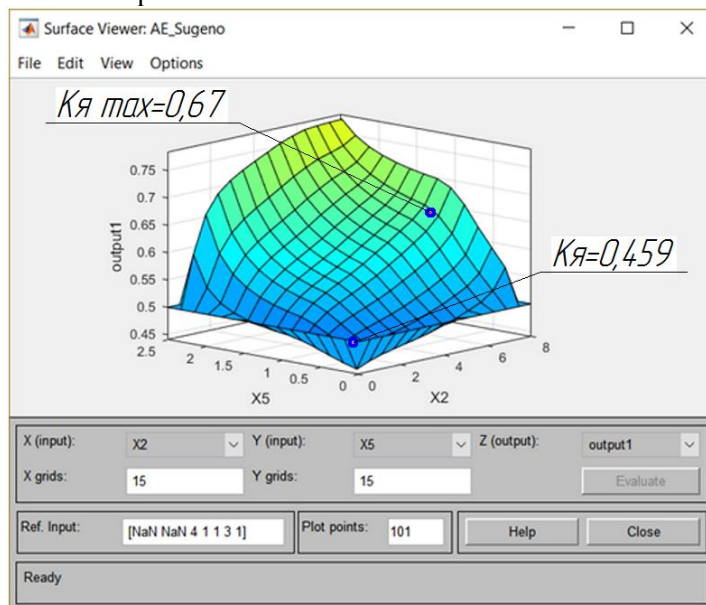 Surface Viewer: AE_Sugeno
File Edit View Options
Kя max=0,67
Kя=0,459
output1
0.75
0.7
0.65
0.6
0.55
0.5
0.45
2.5
2
1.5
1
0.5
0
X5
0
2
4
6
8
X2
X (input): X2 Y (input): X5 Z (output): output1
X grids: 15 Y grids: 15 Evaluate
Ref. Input: [NaN NaN 4 1 1 3 1] Plot points: 101 Help Close
Ready